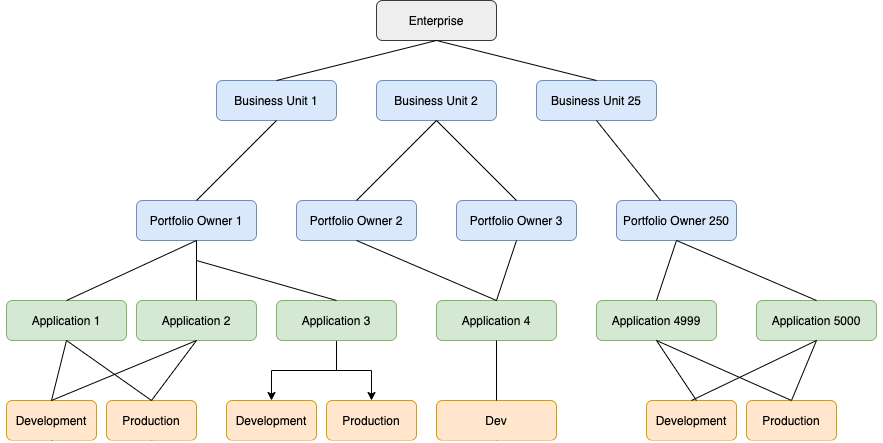 Enterprise
Business Unit 1
Business Unit 2
Business Unit 25
Portfolio Owner 1
Portfolio Owner 2
Portfolio Owner 3
Portfolio Owner 250
Application 1
Application 2
Application 3
Application 4
Application 4999
Application 5000
Development
Production
Development
Production
Dev
Development
Production